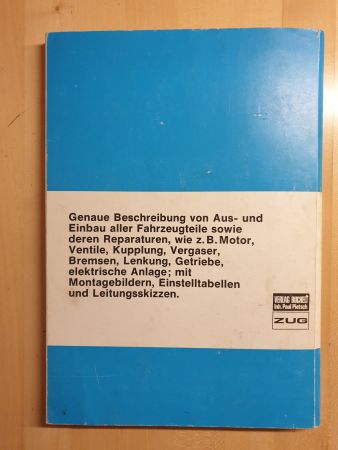 Genaue Beschreibung von Aus- und
Einbau aller Fahrzeugteile sowie
deren Reparaturen, wie z. B. Motor,
Ventile, Kupplung, Vergaser,
Bremsen, Lenkung, Getriebe,
elektrische Anlage; mit
Montagebildern, Einstelltabellen
und Leitungsskizzen.
VERLAG BUCHELI
Inh. Paul Pietsch
ZUG